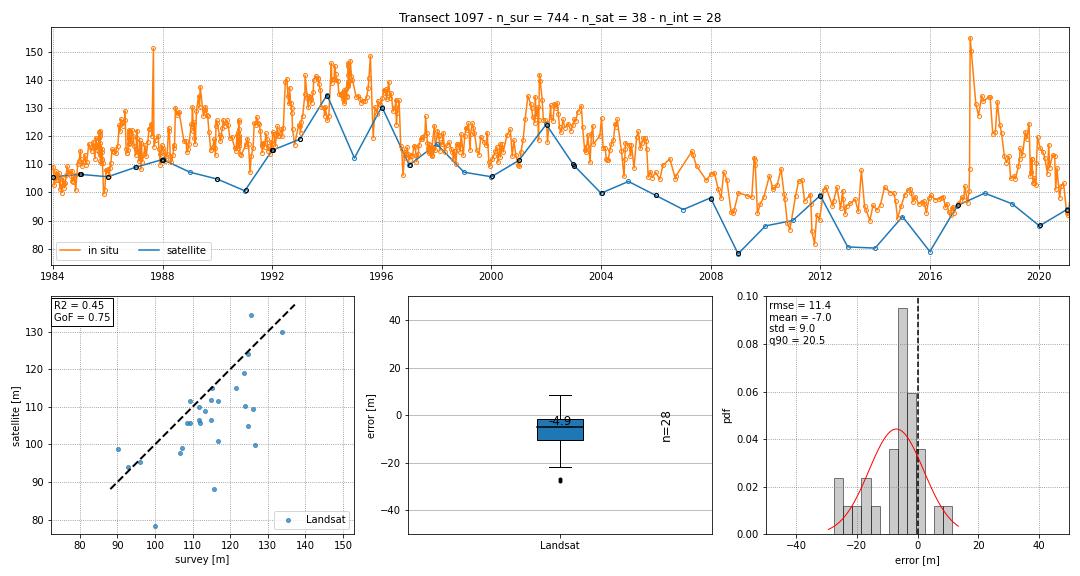 Transect 1097 - n_sur = 744 - n_sat = 38 - n_int = 28
150
140
130
120
110
100
90
80
in situ
satellite
1984 1988 1992 1996 2000 2004 2008 2012 2016 2020
R2 = 0.45
GoF = 0.75
130
120
110
100
90
80
satellite [m]
Landsat
80 90 100 110 120 130 140 150
survey [m]
40
20
0
−20
−40
error [m]
-4.9
n=28
Landsat
rmse = 11.4
mean = -7.0
std = 9.0
q90 = 20.5
0.10
0.08
0.06
0.04
0.02
0.00
pdf
−40 −20 0 20 40
error [m]